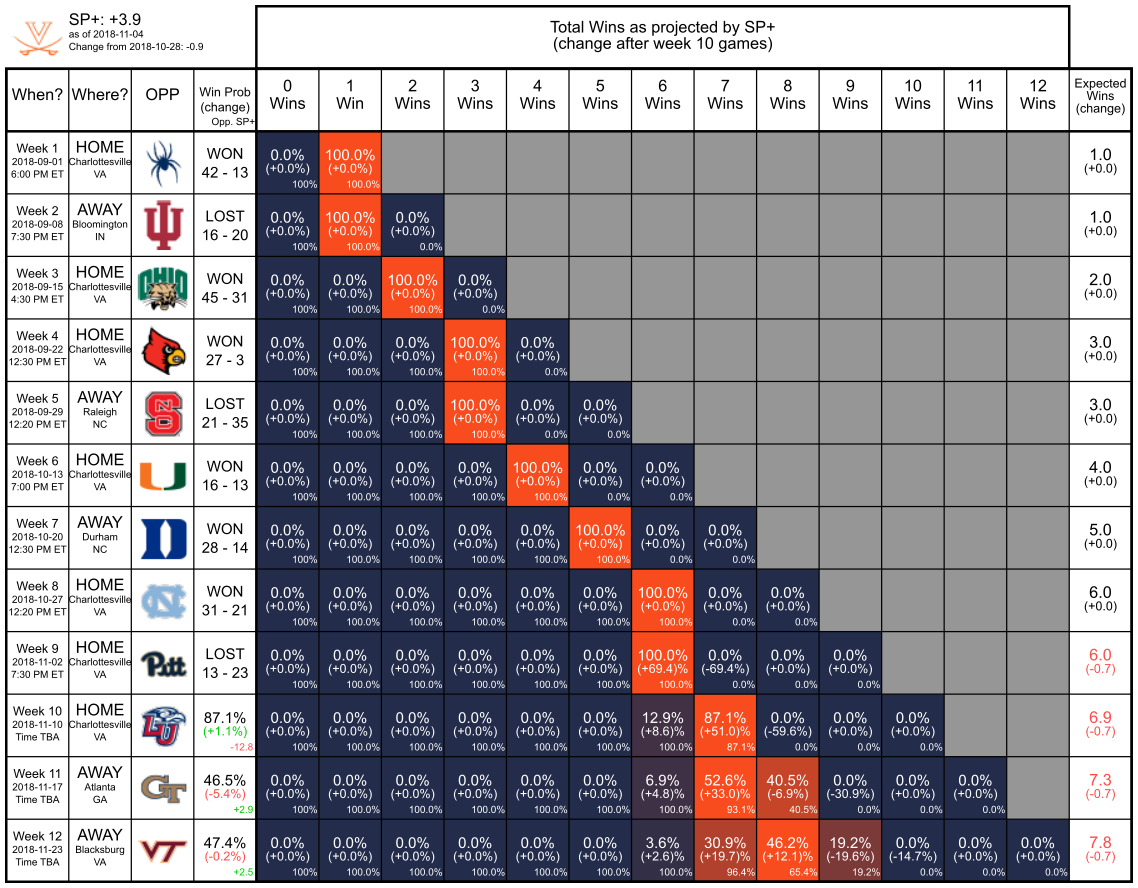 SP+: +3.9
as of 2018-11-04
Change from 2018-10-28: -0.9
Total Wins as projected by SP+
(change after week 10 games)
When? Where? OPP Win Prob (change) Opp. SP+ 0 Wins 1 Win 2 Wins 3 Wins 4 Wins 5 Wins 6 Wins 7 Wins 8 Wins 9 Wins 10 Wins 11 Wins 12 Wins Expected Wins (change)
Week 1 HOME WON 0.0% 100.0% 1.0
2018-09-01 Charlottesville 42 - 13 (+0.0%) (+0.0%) (+0.0)
6:00 PM ET VA 100% 100.0%
Week 2 AWAY LOST 0.0% 100.0% 0.0% 1.0
2018-09-08 Bloomington 16 - 20 (+0.0%) (+0.0%) (+0.0%) (+0.0)
7:30 PM ET IN 100% 100.0% 0.0%
Week 3 HOME OHIO WON 0.0% 0.0% 100.0% 0.0% 2.0
2018-09-15 Charlottesville 45 - 31 (+0.0%) (+0.0%) (+0.0%) (+0.0%) (+0.0)
4:30 PM ET VA 100% 100.0% 100.0% 0.0%
Week 4 HOME WON 0.0% 0.0% 0.0% 100.0% 0.0% 3.0
2018-09-22 Charlottesville 27 - 3 (+0.0%) (+0.0%) (+0.0%) (+0.0%) (+0.0%) (+0.0)
12:30 PM ET VA 100% 100.0% 100.0% 100.0% 0.0%
Week 5 AWAY LOST 0.0% 0.0% 0.0% 100.0% 0.0% 0.0% 3.0
2018-09-29 Raleigh 21 - 35 (+0.0%) (+0.0%) (+0.0%) (+0.0%) (+0.0%) (+0.0%) (+0.0)
12:20 PM ET NC 100% 100.0% 100.0% 100.0% 0.0% 0.0%
Week 6 HOME U WON 0.0% 0.0% 0.0% 0.0% 100.0% 0.0% 0.0% 4.0
2018-10-13 Charlottesville 16 - 13 (+0.0%) (+0.0%) (+0.0%) (+0.0%) (+0.0%) (+0.0%) (+0.0%) (+0.0)
7:00 PM ET VA 100% 100.0% 100.0% 100.0% 100.0% 0.0% 0.0%
Week 7 AWAY D WON 0.0% 0.0% 0.0% 0.0% 0.0% 100.0% 0.0% 0.0% 5.0
2018-10-20 Durham 28 - 14 (+0.0%) (+0.0%) (+0.0%) (+0.0%) (+0.0%) (+0.0%) (+0.0%) (+0.0%) (+0.0)
12:30 PM ET NC 100% 100.0% 100.0% 100.0% 100.0% 100.0% 0.0% 0.0%
Week 8 HOME NC WON 0.0% 0.0% 0.0% 0.0% 0.0% 0.0% 100.0% 0.0% 0.0% 6.0
2018-10-27 Charlottesville 31 - 21 (+0.0%) (+0.0%) (+0.0%) (+0.0%) (+0.0%) (+0.0%) (+0.0%) (+0.0%) (+0.0%) (+0.0)
12:20 PM ET VA 100% 100.0% 100.0% 100.0% 100.0% 100.0% 100.0% 0.0% 0.0%
Week 9 HOME Pitt LOST 0.0% 0.0% 0.0% 0.0% 0.0% 0.0% 100.0% 0.0% 0.0% 0.0% 6.0
2018-11-02 Charlottesville 13 - 23 (+0.0%) (+0.0%) (+0.0%) (+0.0%) (+0.0%) (+0.0%) (+69.4)% (-69.4%) (+0.0%) (+0.0%) (-0.7)
7:30 PM ET VA 100% 100.0% 100.0% 100.0% 100.0% 100.0% 100.0% 0.0% 0.0% 0.0%
Week 10 HOME LU 87.1% 0.0% 0.0% 0.0% 0.0% 0.0% 0.0% 12.9% 87.1% 0.0% 0.0% 0.0% 6.9
2018-11-10 Charlottesville (+1.1%) (+0.0%) (+0.0%) (+0.0%) (+0.0%) (+0.0%) (+0.0%) (+8.6)% (+51.0)% (-59.6%) (+0.0%) (+0.0%) (-0.7)
Time TBA VA -12.8 100% 100.0% 100.0% 100.0% 100.0% 100.0% 100.0% 87.1% 0.0% 0.0% 0.0%
Week 11 AWAY GT 46.5% 0.0% 0.0% 0.0% 0.0% 0.0% 0.0% 6.9% 52.6% 40.5% 0.0% 0.0% 0.0% 7.3
2018-11-17 Atlanta (-5.4%) (+0.0%) (+0.0%) (+0.0%) (+0.0%) (+0.0%) (+0.0%) (+4.8)% (+33.0)% (-6.9%) (-30.9%) (+0.0%) (+0.0%) (-0.7)
Time TBA GA +2.9 100% 100.0% 100.0% 100.0% 100.0% 100.0% 100.0% 93.1% 40.5% 0.0% 0.0% 0.0%
Week 12 AWAY VT 47.4% 0.0% 0.0% 0.0% 0.0% 0.0% 0.0% 3.6% 30.9% 46.2% 19.2% 0.0% 0.0% 0.0% 7.8
2018-11-23 Blacksburg (-0.2%) (+0.0%) (+0.0%) (+0.0%) (+0.0%) (+0.0%) (+0.0%) (+2.6)% (+19.7)% (+12.1)% (-19.6%) (-14.7%) (+0.0%) (+0.0%) (-0.7)
Time TBA VA +2.5 100% 100.0% 100.0% 100.0% 100.0% 100.0% 100.0% 96.4% 65.4% 19.2% 0.0% 0.0% 0.0%